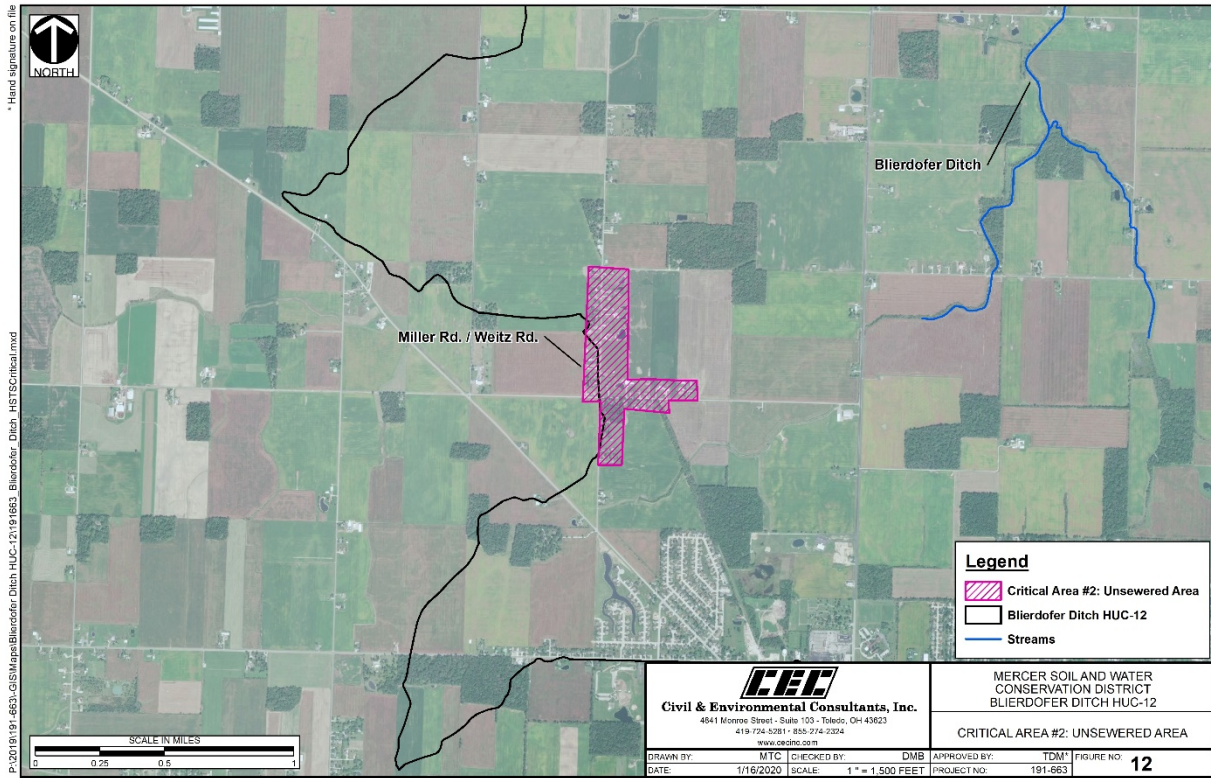 * Hand signature on file
P:\2019\191-663\-GIS\Maps\Blierdofer Ditch HUC-12\191663_Blierdofer_Ditch_HSTSCritical.mxd
NORTH
Blierdofer Ditch
Miller Rd. / Weitz Rd.
Legend
Critical Area #2: Unsewered Area
Blierdofer Ditch HUC-12
Streams
SCALE IN MILES
0 0.25 0.5 1
CEC
Civil & Environmental Consultants, Inc.
4841 Monroe Street - Suite 103 - Toledo, OH 43623
419-724-5281 · 855-274-2324
www.cecinc.com
MERCER SOIL AND WATER
CONSERVATION DISTRICT
BLIERDOFER DITCH HUC-12
CRITICAL AREA #2: UNSEWERED AREA
DRAWN BY: MTC CHECKED BY: DMB APPROVED BY: TDM* FIGURE NO: 12
DATE: 1/16/2020 SCALE: 1 " = 1,500 FEET PROJECT NO: 191-663